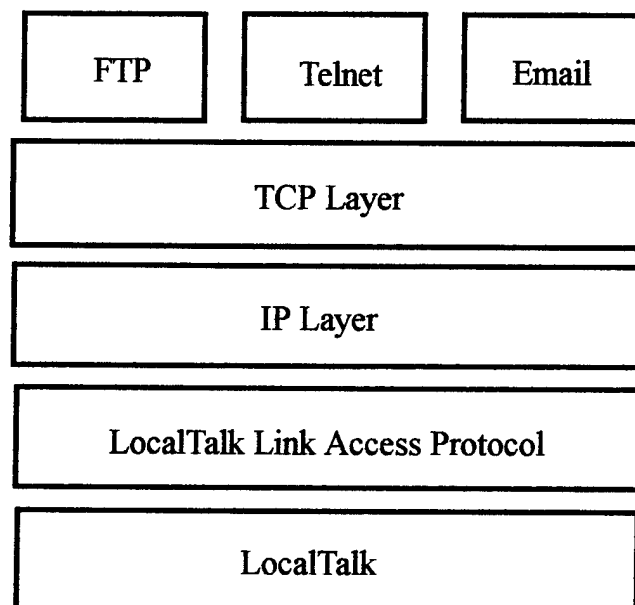 FTP Telnet Email
TCP Layer
IP Layer
LocalTalk Link Access Protocol
LocalTalk